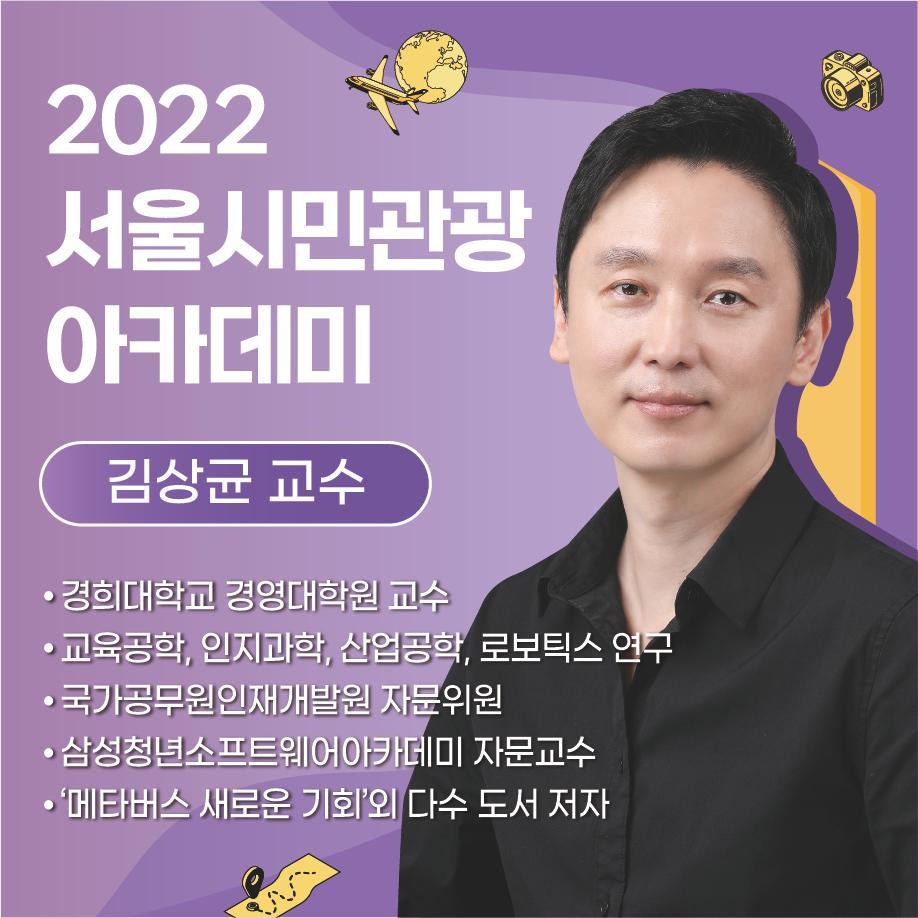 2022
서울시민관광
아카데미
김상균 교수
• 경희대학교 경영대학원 교수
• 교육공학, 인지과학, 산업공학, 로보틱스 연구
• 국가공무원인재개발원 자문위원
• 삼성청년소프트웨어아카데미 자문교수
• ‘메타버스 새로운 기회’외 다수 도서 저자